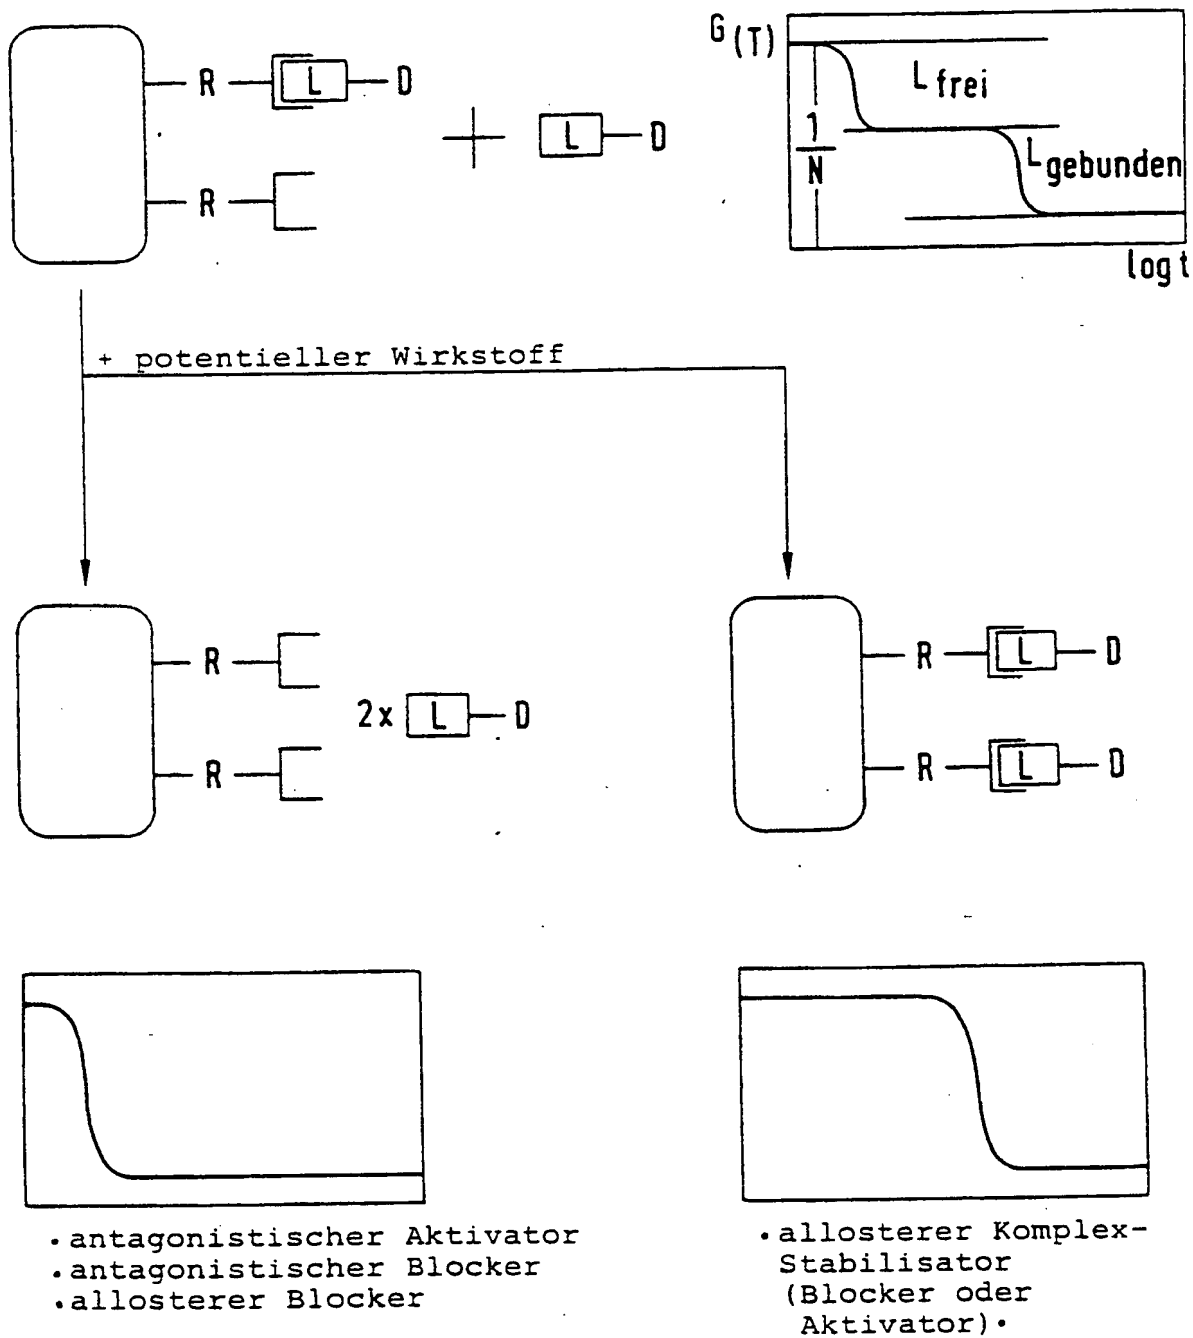 R L D
L D
R
G(T)
L frei
1
N
L gebunden
log t
+ potentieller Wirkstoff
R
2x L D
R
R L D
R L D
• antagonistischer Aktivator
• antagonistischer Blocker
• allosterer Blocker
• allosterer Komplex-
Stabilisator
(Blocker oder
Aktivator)•